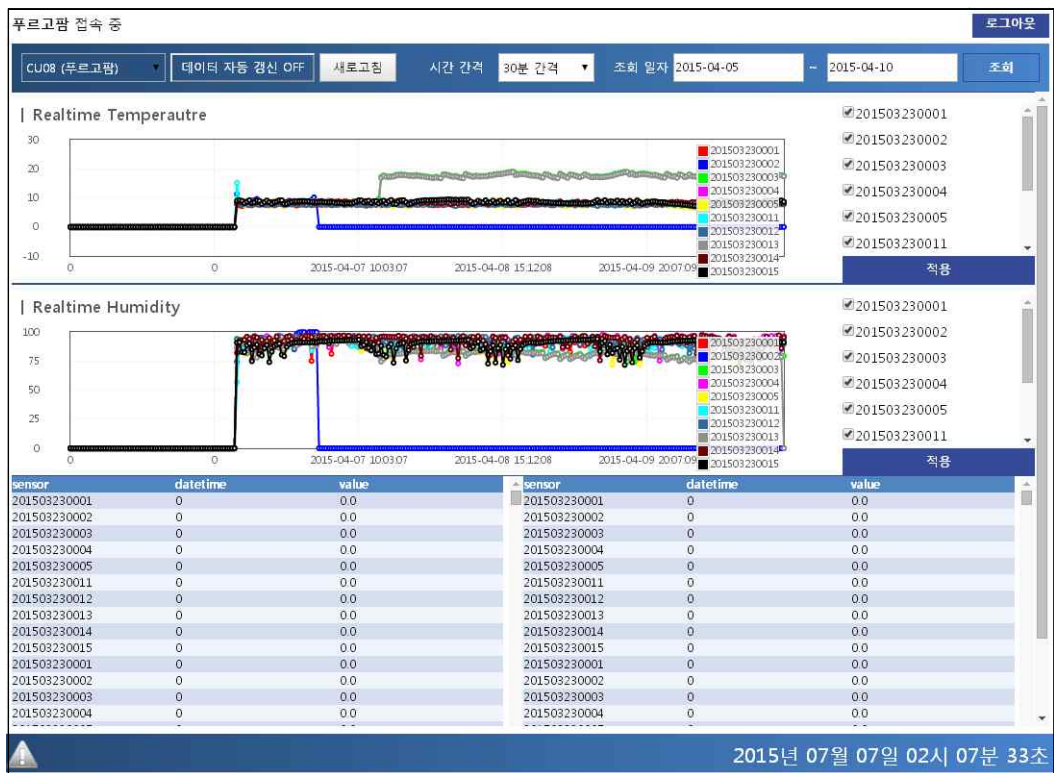 푸르고팜 접속 중
로그아웃
CU08 (푸르고팜) 데이터 자동 갱신 OFF 새로고침 시간 간격 30분 간격 조회 일자 2015-04-05 ~ 2015-04-10 조회
| Realtime Temperautre
30
20
10
0
-10
0 0 2015-04-07 10:03:07 2015-04-08 15:12:08 2015-04-09 20:07:09
201503230001
201503230002
201503230003
201503230004
201503230005
201503230011
201503230012
201503230013
201503230014
201503230015
201503230001
201503230002
201503230003
201503230004
201503230005
201503230011
적용
| Realtime Humidity
100
75
50
25
0
0 0 2015-04-07 10:03:07 2015-04-08 15:12:08 2015-04-09 20:07:09
201503230001
201503230002
201503230003
201503230004
201503230005
201503230011
201503230012
201503230013
201503230014
201503230015
201503230001
201503230002
201503230003
201503230004
201503230005
201503230011
적용
sensor datetime value sensor datetime value
201503230001 0 0.0 201503230001 0 0.0
201503230002 0 0.0 201503230002 0 0.0
201503230003 0 0.0 201503230003 0 0.0
201503230004 0 0.0 201503230004 0 0.0
201503230005 0 0.0 201503230005 0 0.0
201503230011 0 0.0 201503230011 0 0.0
201503230012 0 0.0 201503230012 0 0.0
201503230013 0 0.0 201503230013 0 0.0
201503230014 0 0.0 201503230014 0 0.0
201503230015 0 0.0 201503230015 0 0.0
201503230001 0 0.0 201503230001 0 0.0
201503230002 0 0.0 201503230002 0 0.0
201503230003 0 0.0 201503230003 0 0.0
201503230004 0 0.0 201503230004 0 0.0
2015년 07월 07일 02시 07분 33초